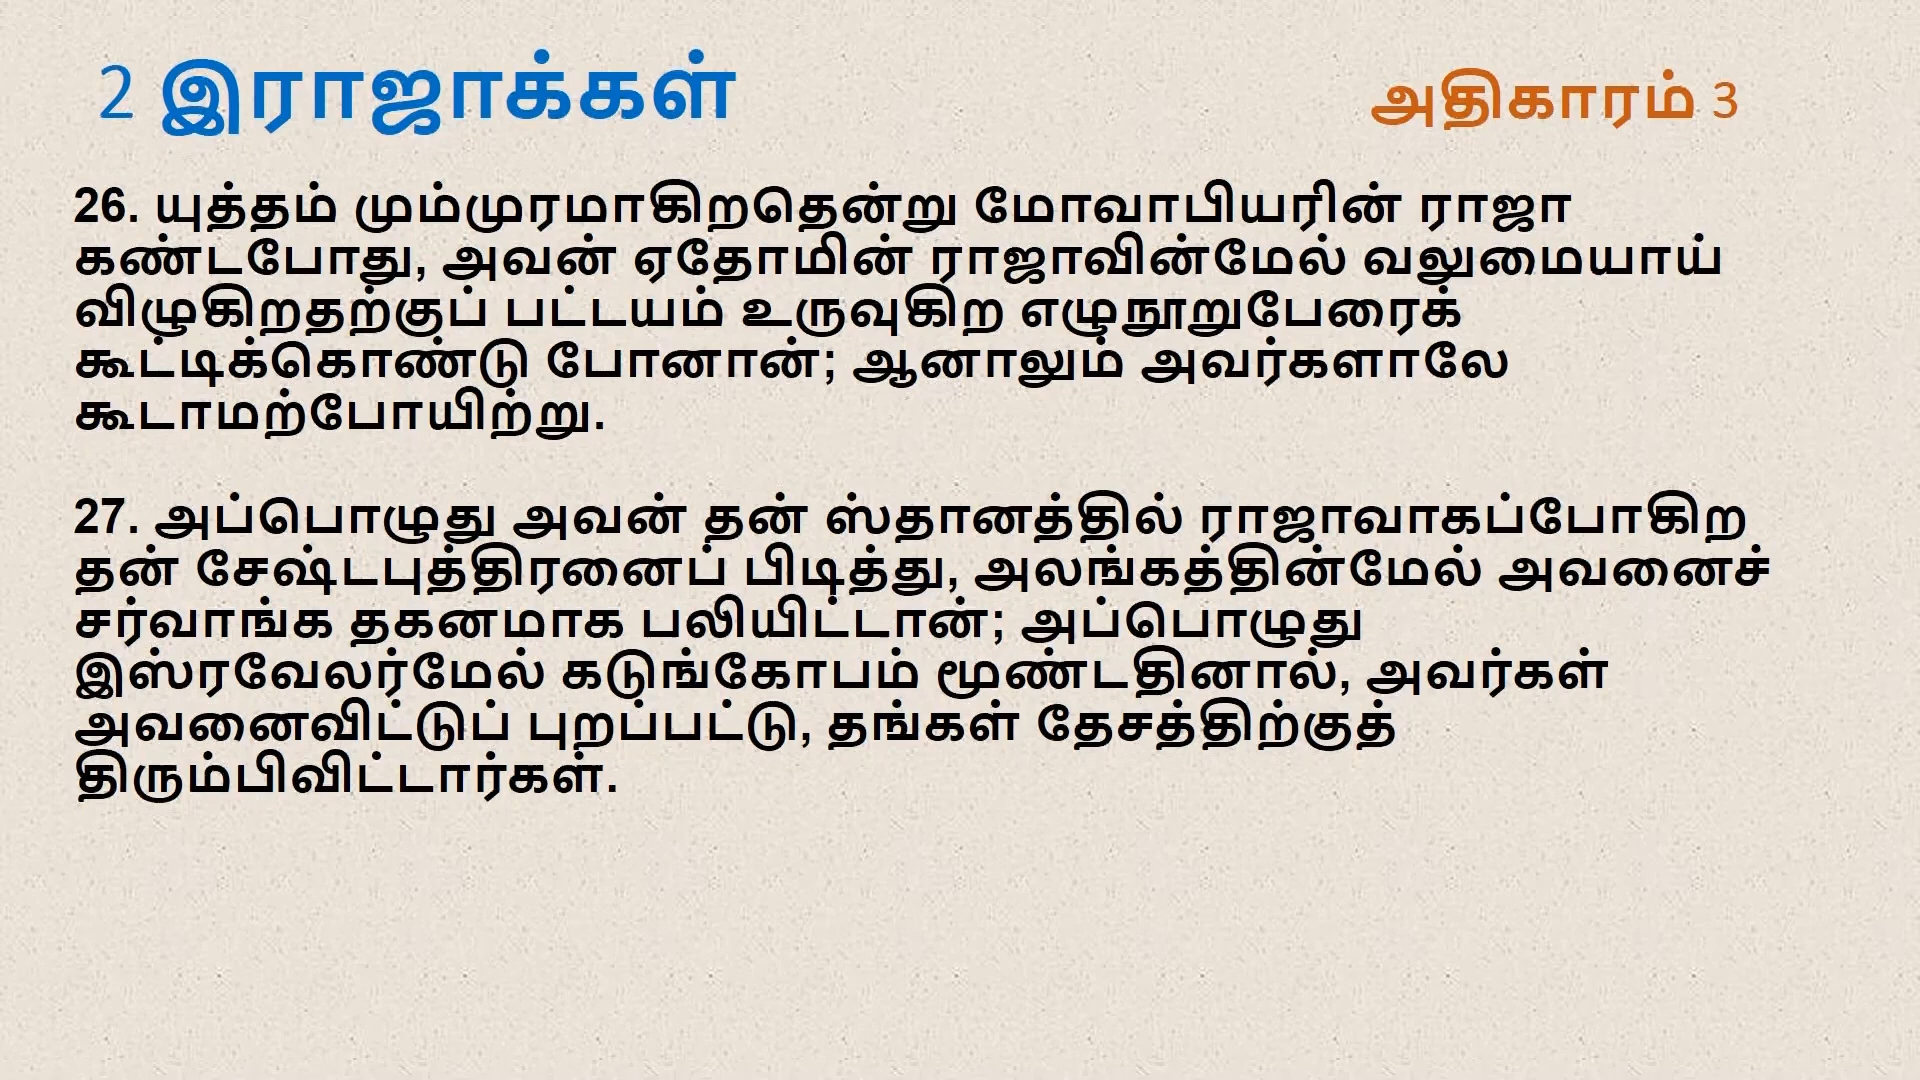 2 இராஜாக்கள்
அதிகாரம் 3
26. யுத்தம் மும்முரமாகிறதென்று மோவாபியரின் ராஜா
கண்டபோது, அவன் ஏதோமின் ராஜாவின்மேல் வலுமையாய்
விழுகிறதற்குப் பட்டயம் உருவுகிற எழுநூறுபேரைக்
கூட்டிக்கொண்டு போனான்; ஆனாலும் அவர்களாலே
கூடாமற்போயிற்று.
27. அப்பொழுது அவன் தன் ஸ்தானத்தில் ராஜாவாகப்போகிற
தன் சேஷ்டபுத்திரனைப் பிடித்து, அலங்கத்தின்மேல் அவனைச்
சர்வாங்க தகனமாக பலியிட்டான்; அப்பொழுது
இஸ்ரவேலர்மேல் கடுங்கோபம் மூண்டதினால், அவர்கள்
அவனைவிட்டுப் புறப்பட்டு, தங்கள் தேசத்திற்குத்
திரும்பிவிட்டார்கள்.